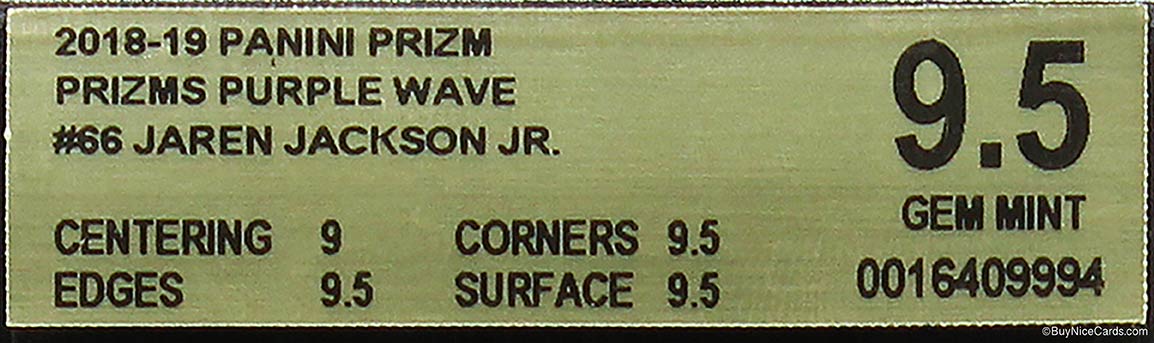 2018-19 PANINI PRIZM
PRIZMS PURPLE WAVE
#66 JAREN JACKSON JR.
9.5
GEM MINT
CENTERING 9 CORNERS 9.5
EDGES 9.5 SURFACE 9.5
0016409994
©BuyNiceCards.com